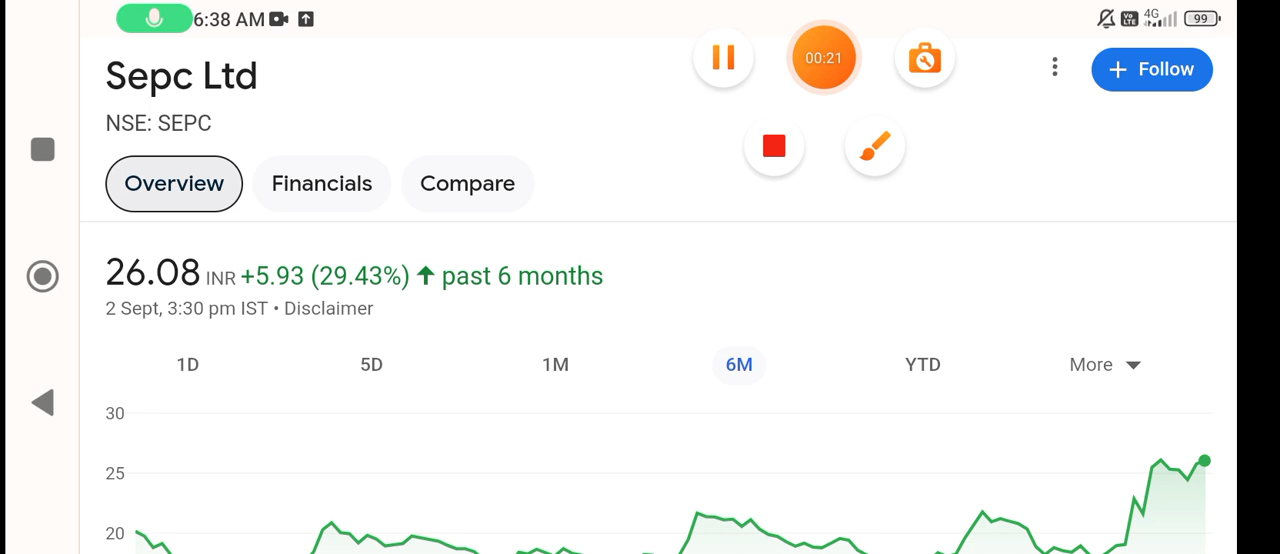 6:38 AM
Vo LTE 4G 99
00:21
Sepc Ltd
+ Follow
NSE: SEPC
Overview Financials Compare
26.08 INR +5.93 (29.43%) ↑ past 6 months
2 Sept, 3:30 pm IST • Disclaimer
1D 5D 1M 6M YTD More
30
25
20